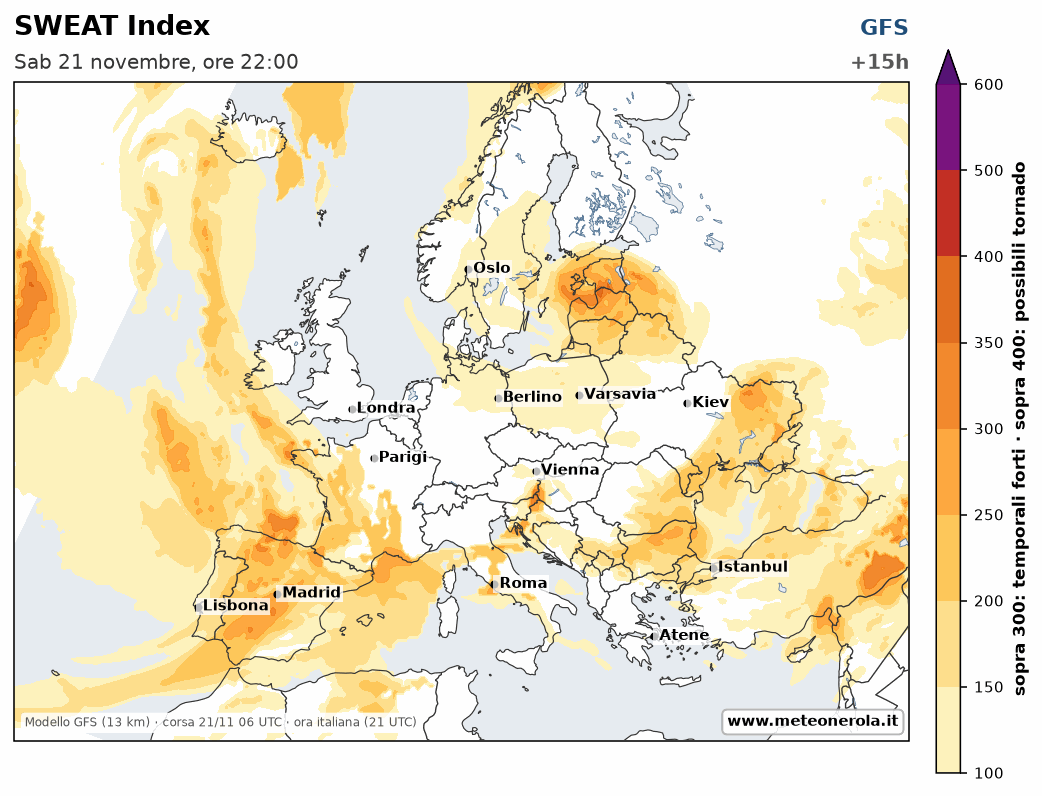 SWEAT Index
GFS
Sab 21 novembre, ore 22:00
+15h
600
500
400
350
300
250
200
150
100
sopra 300: temporali forti · sopra 400: possibili tornado
Oslo
Berlino
Varsavia
Kiev
Londra
Parigi
Vienna
Istanbul
Madrid
Roma
Lisbona
Atene
Modello GFS (13 km) · corsa 21/11 06 UTC · ora italiana (21 UTC)
www.meteonerola.it